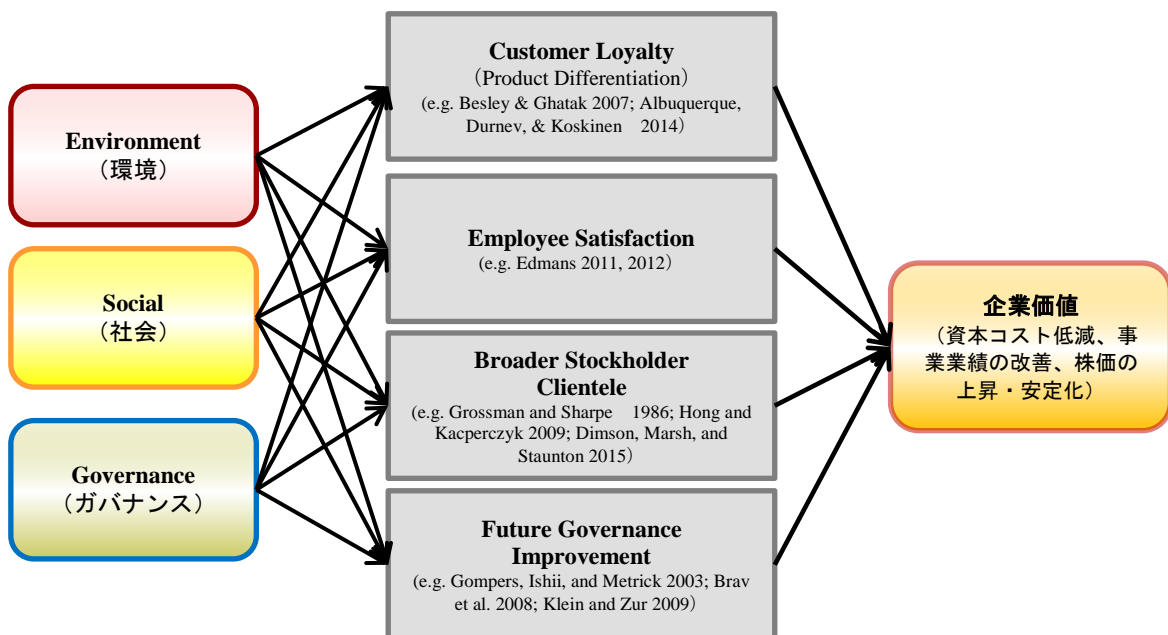 Environment
（環境）
Social
（社会）
Governance
（ガバナンス）
Customer Loyalty
（Product Differentiation）
(e.g. Besley & Ghatak 2007; Albuquerque,
Durnev, & Koskinen　2014）
Employee Satisfaction
(e.g. Edmans 2011, 2012）
Broader Stockholder
Clientele
(e.g. Grossman and Sharpe　1986; Hong and
Kacperczyk 2009; Dimson, Marsh, and
Staunton 2015）
Future Governance
Improvement
(e.g. Gompers, Ishii, and Metrick 2003; Brav
et al. 2008; Klein and Zur 2009）
企業価値
（資本コスト低減、事
業業績の改善、株価の
上昇・安定化）